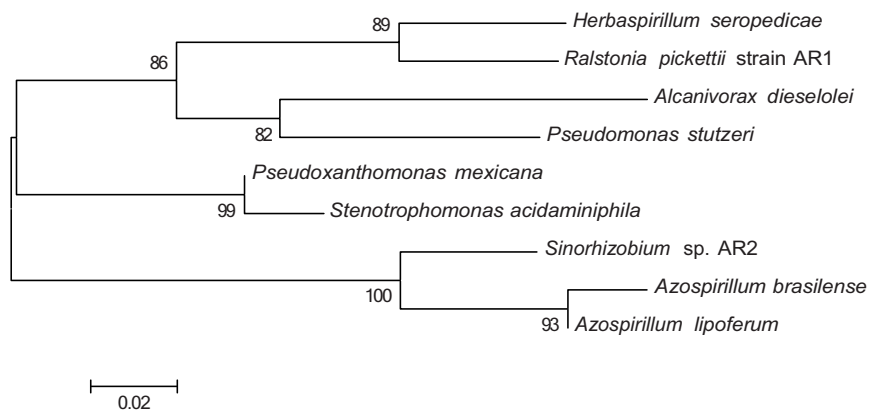 Herbaspirillum seropedicae
89
Ralstonia pickettii strain AR1
86
Alcanivorax dieselolei
82
Pseudomonas stutzeri
Pseudoxanthomonas mexicana
99
Stenotrophomonas acidaminiphila
Sinorhizobium sp. AR2
100
Azospirillum brasilense
93
Azospirillum lipoferum
0.02